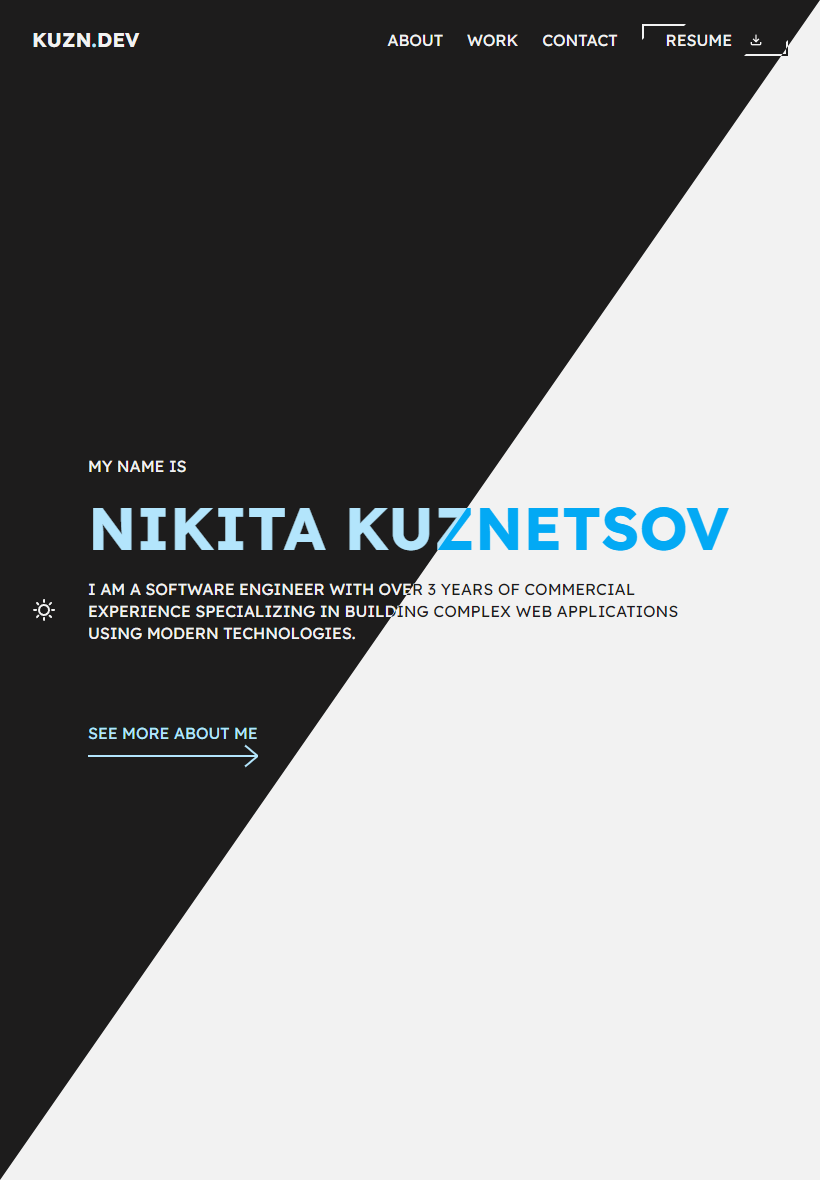 KUZN.DEV
ABOUT WORK CONTACT RESUME
MY NAME IS
NIKITA KUZNETSOV
I AM A SOFTWARE ENGINEER WITH OVER 3 YEARS OF COMMERCIAL
EXPERIENCE SPECIALIZING IN BUILDING COMPLEX WEB APPLICATIONS
USING MODERN TECHNOLOGIES.
SEE MORE ABOUT ME